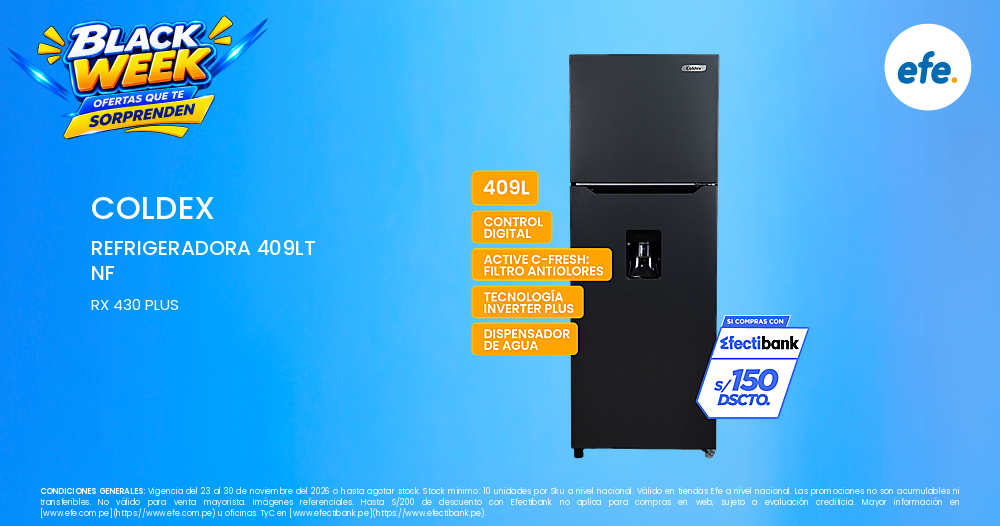 BLACK
WEEK
OFERTAS QUE TE
SORPRENDEN
efe.
COLDEX
REFRIGERADORA 409LT
NF
RX 430 PLUS
Coldex
409L
CONTROL
DIGITAL
ACTIVE C-FRESH:
FILTRO ANTIOLORES
TECNOLOGÍA
INVERTER PLUS
DISPENSADOR
DE AGUA
SI COMPRAS CON
Efectibank
S/150
DSCTO.
CONDICIONES GENERALES: Vigencia del 23 al 30 de noviembre del 2026 o hasta agotar stock. Stock mínimo: 10 unidades por Sku a nivel nacional. Válido en tiendas Efe a nivel nacional. Las promociones no son acumulables ni
transferibles. No válido para venta mayorista. Imágenes referenciales. Hasta S/200 de descuento con Efectibank no aplica para compras en web, sujeto a evaluación crediticia. Mayor información en
[www.efe.com.pe](https://www.efe.com.pe) u oficinas. TyC en [www.efectibank.pe](https://www.efectibank.pe).